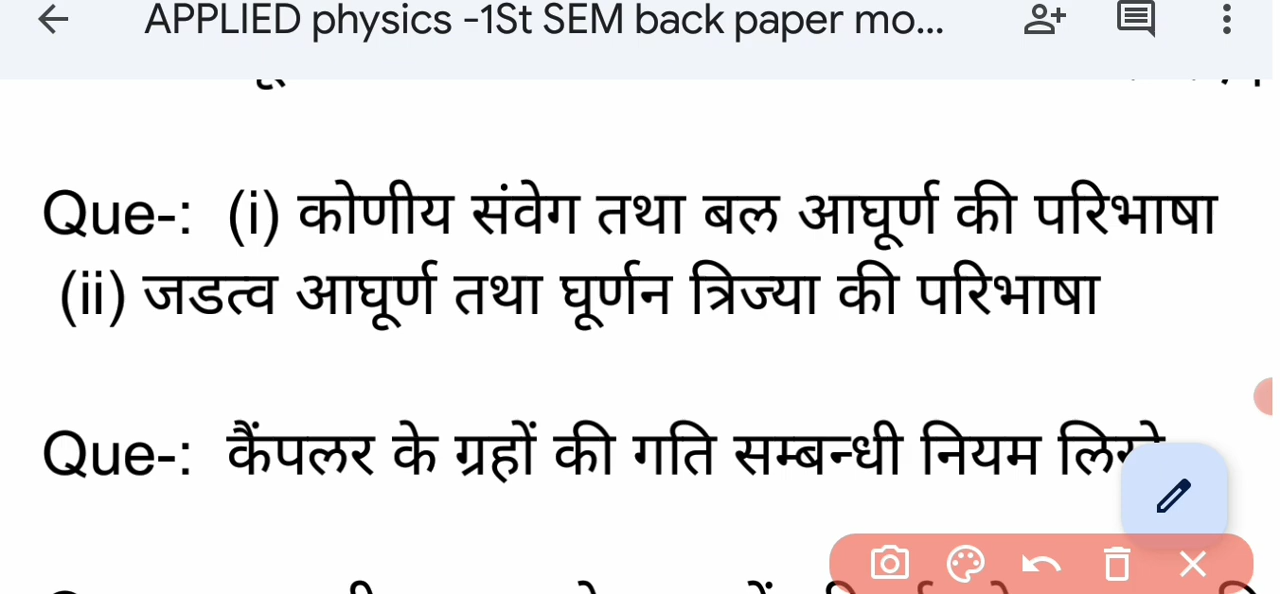 APPLIED physics -1St SEM back paper mo...
Que-: (i) कोणीय संवेग तथा बल आघूर्ण की परिभाषा
(ii) जडत्व आघूर्ण तथा घूर्णन त्रिज्या की परिभाषा
Que-: कैंपलर के ग्रहों की गति सम्बन्धी नियम